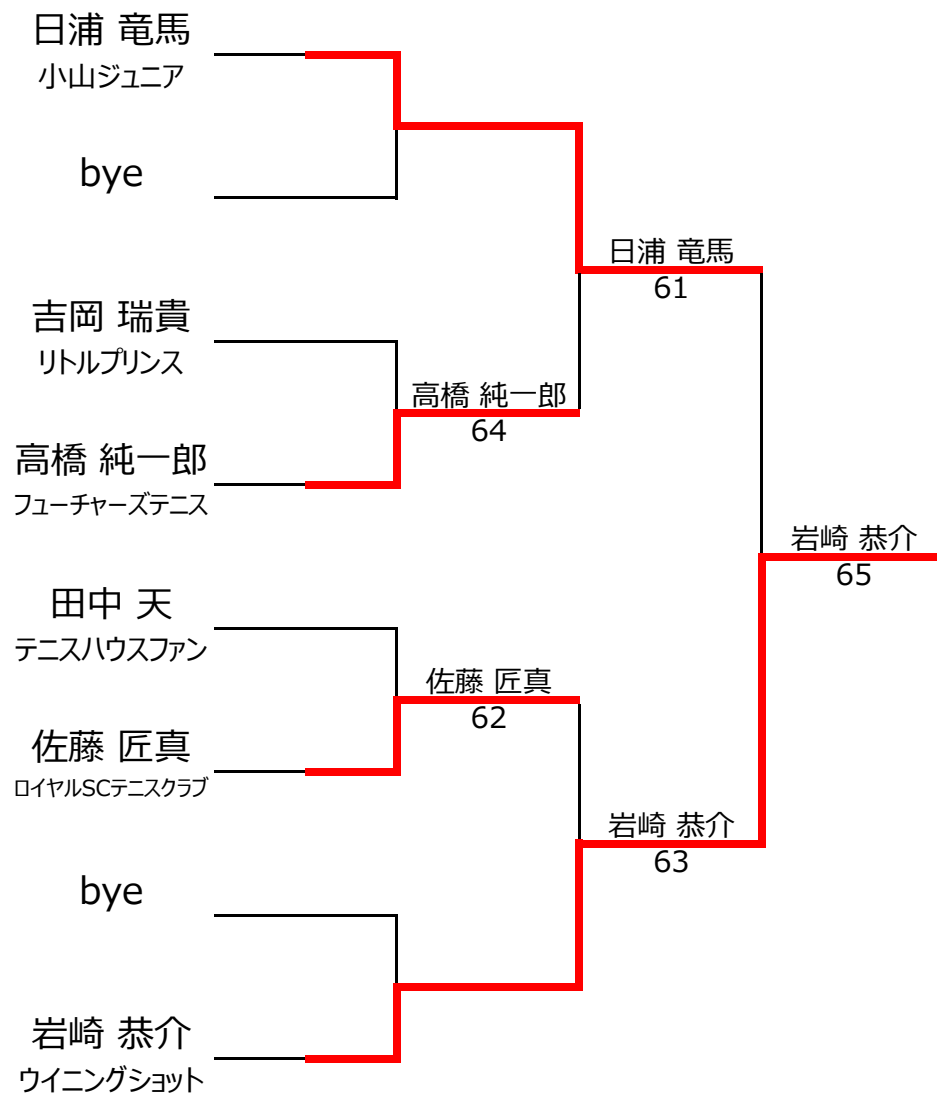 日浦 竜馬
小山ジュニア
bye
吉岡 瑞貴
リトルプリンス
高橋 純一郎
フューチャーズテニス
田中 天
テニスハウスファン
佐藤 匠真
ロイヤルSCテニスクラブ
bye
岩崎 恭介
ウイニングショット
高橋 純一郎
64
佐藤 匠真
62
日浦 竜馬
61
岩崎 恭介
63
岩崎 恭介
65